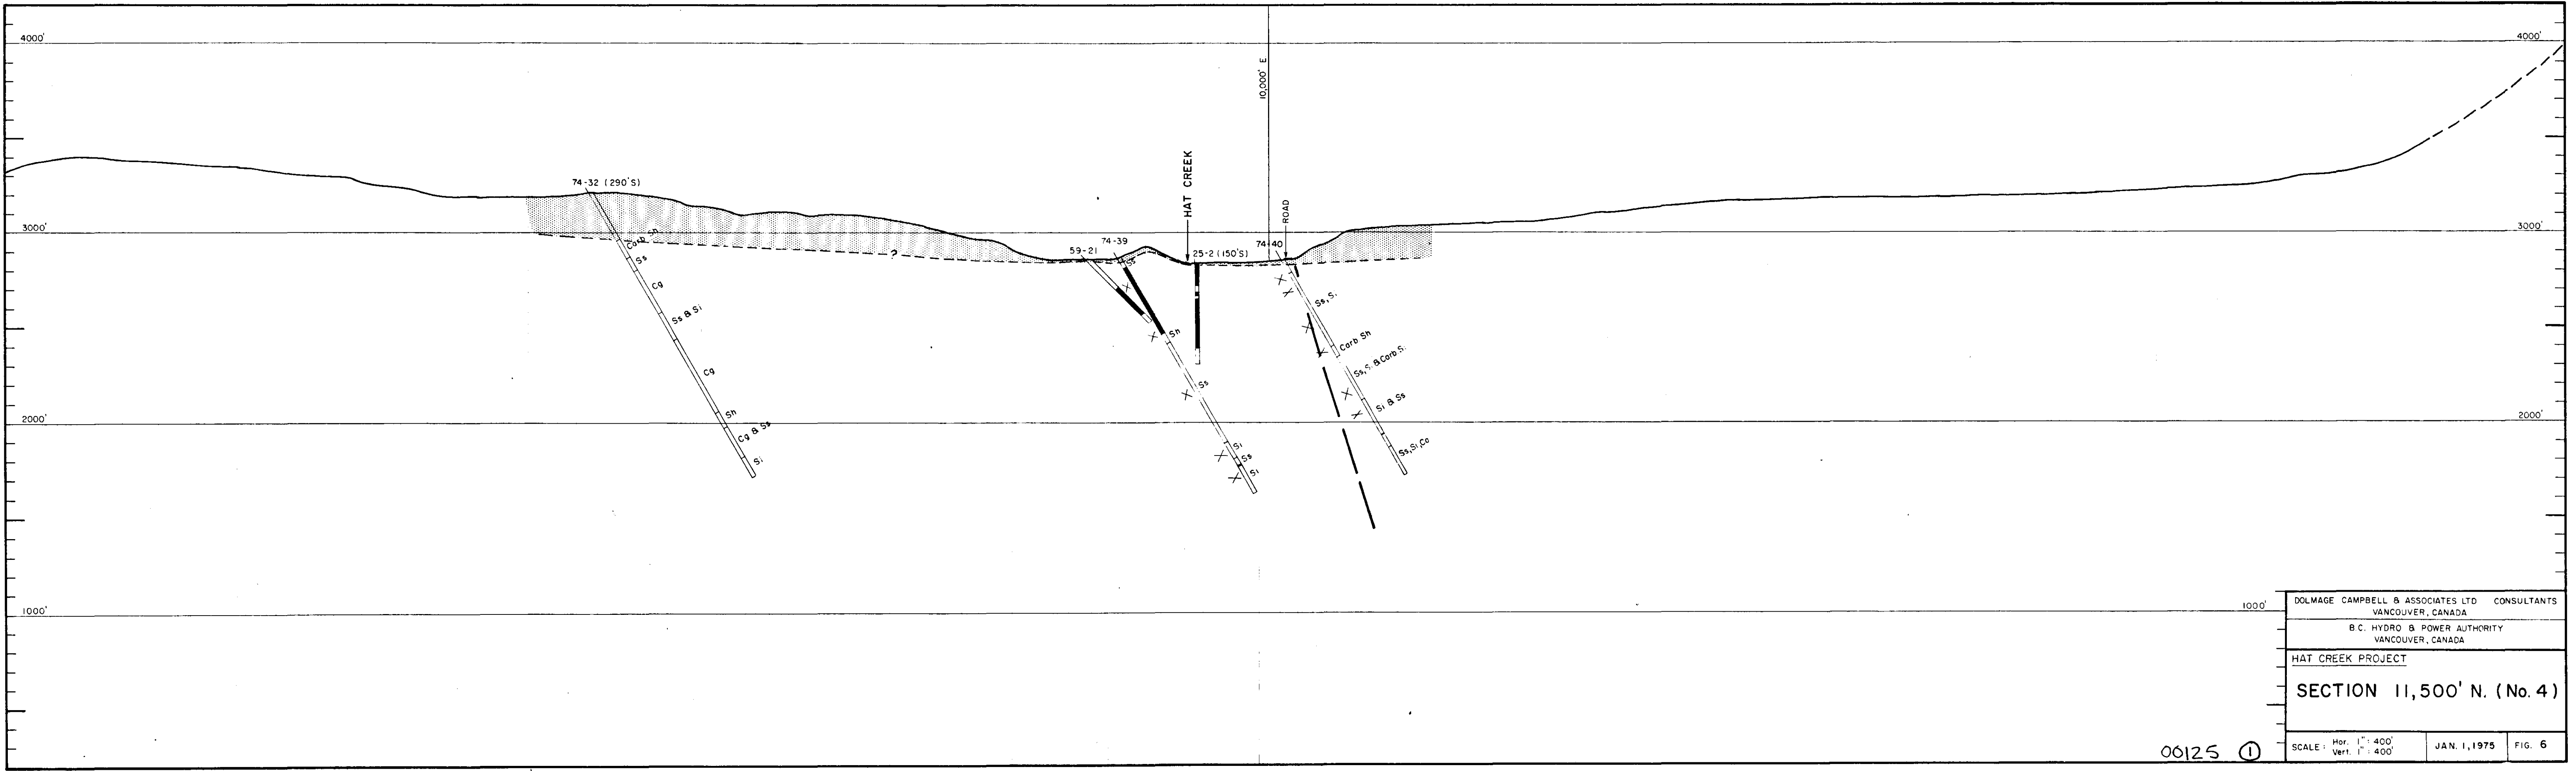 4000'
4000'
10,000' E
HAT CREEK
74-32 (290'S)
ROAD
3000'
3000'
74-39
59-21
25-2 (150'S)
74-40
?
Carb Sh
Ss
Cg
Ss & Si
Cg
Sh
Cg & Ss
Si
Ss
Sh
Ss
Si
Ss
Si
Ss, Si
Carb Sh
Ss, Si & Carb Si
Si & Ss
Ss, Si, Co
2000'
2000'
1000'
1000'
DOLMAGE CAMPBELL & ASSOCIATES LTD CONSULTANTS
VANCOUVER, CANADA
B.C. HYDRO & POWER AUTHORITY
VANCOUVER, CANADA
HAT CREEK PROJECT
SECTION 11,500' N. (No. 4)
SCALE: Hor. 1" : 400'
Vert. 1" : 400'
JAN. 1, 1975
FIG. 6
00125 1